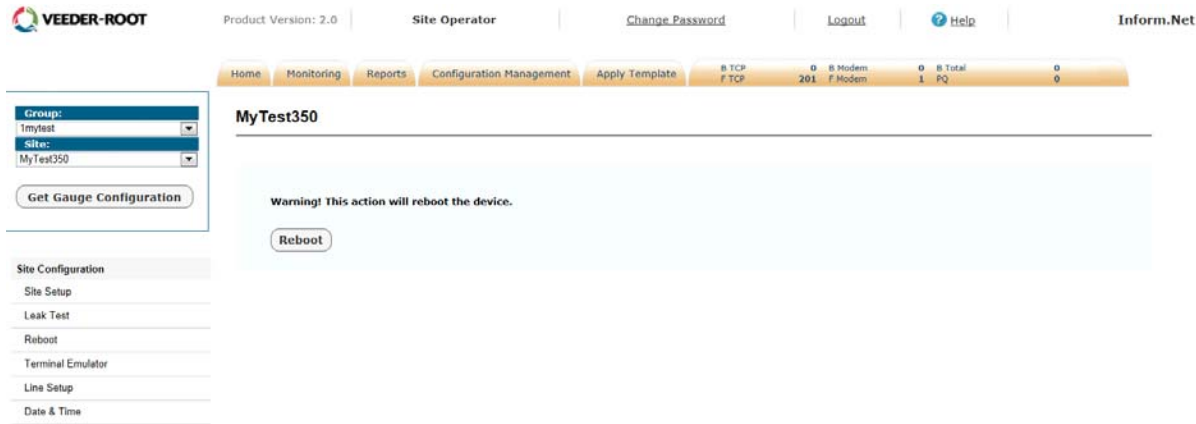 VEEDER-ROOT
Product Version: 2.0
Site Operator
Change Password
Logout
? Help
Inform.Net
Home
Monitoring
Reports
Configuration Management
Apply Template
B TCP 0 B Modem 0 B Total 0
F TCP 201 F Modem 1 PQ 0
Group:
1mytest
Site:
MyTest350
Get Gauge Configuration
MyTest350
Warning! This action will reboot the device.
Reboot
Site Configuration
Site Setup
Leak Test
Reboot
Terminal Emulator
Line Setup
Date & Time